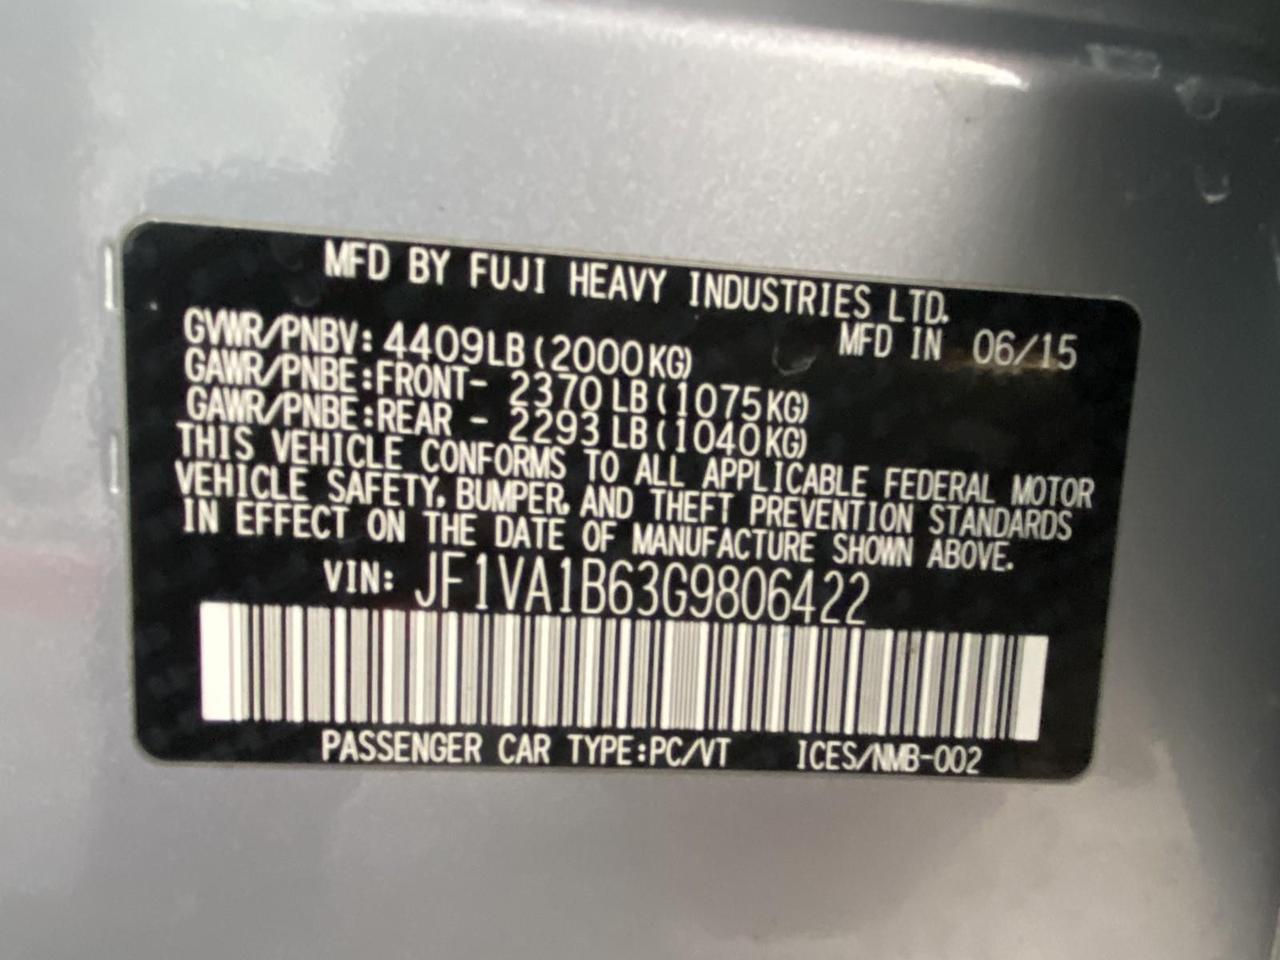 MFD BY FUJI HEAVY INDUSTRIES LTD.
GVWR/PNBV: 4409LB(2000KG) MFD IN 06/15
GAWR/PNBE:FRONT- 2370LB(1075KG)
GAWR/PNBE:REAR - 2293LB(1040KG)
THIS VEHICLE CONFORMS TO ALL APPLICABLE FEDERAL MOTOR
VEHICLE SAFETY, BUMPER, AND THEFT PREVENTION STANDARDS
IN EFFECT ON THE DATE OF MANUFACTURE SHOWN ABOVE.
VIN: JF1VA1B63G9806422
PASSENGER CAR TYPE:PC/VT ICES/NMB-002